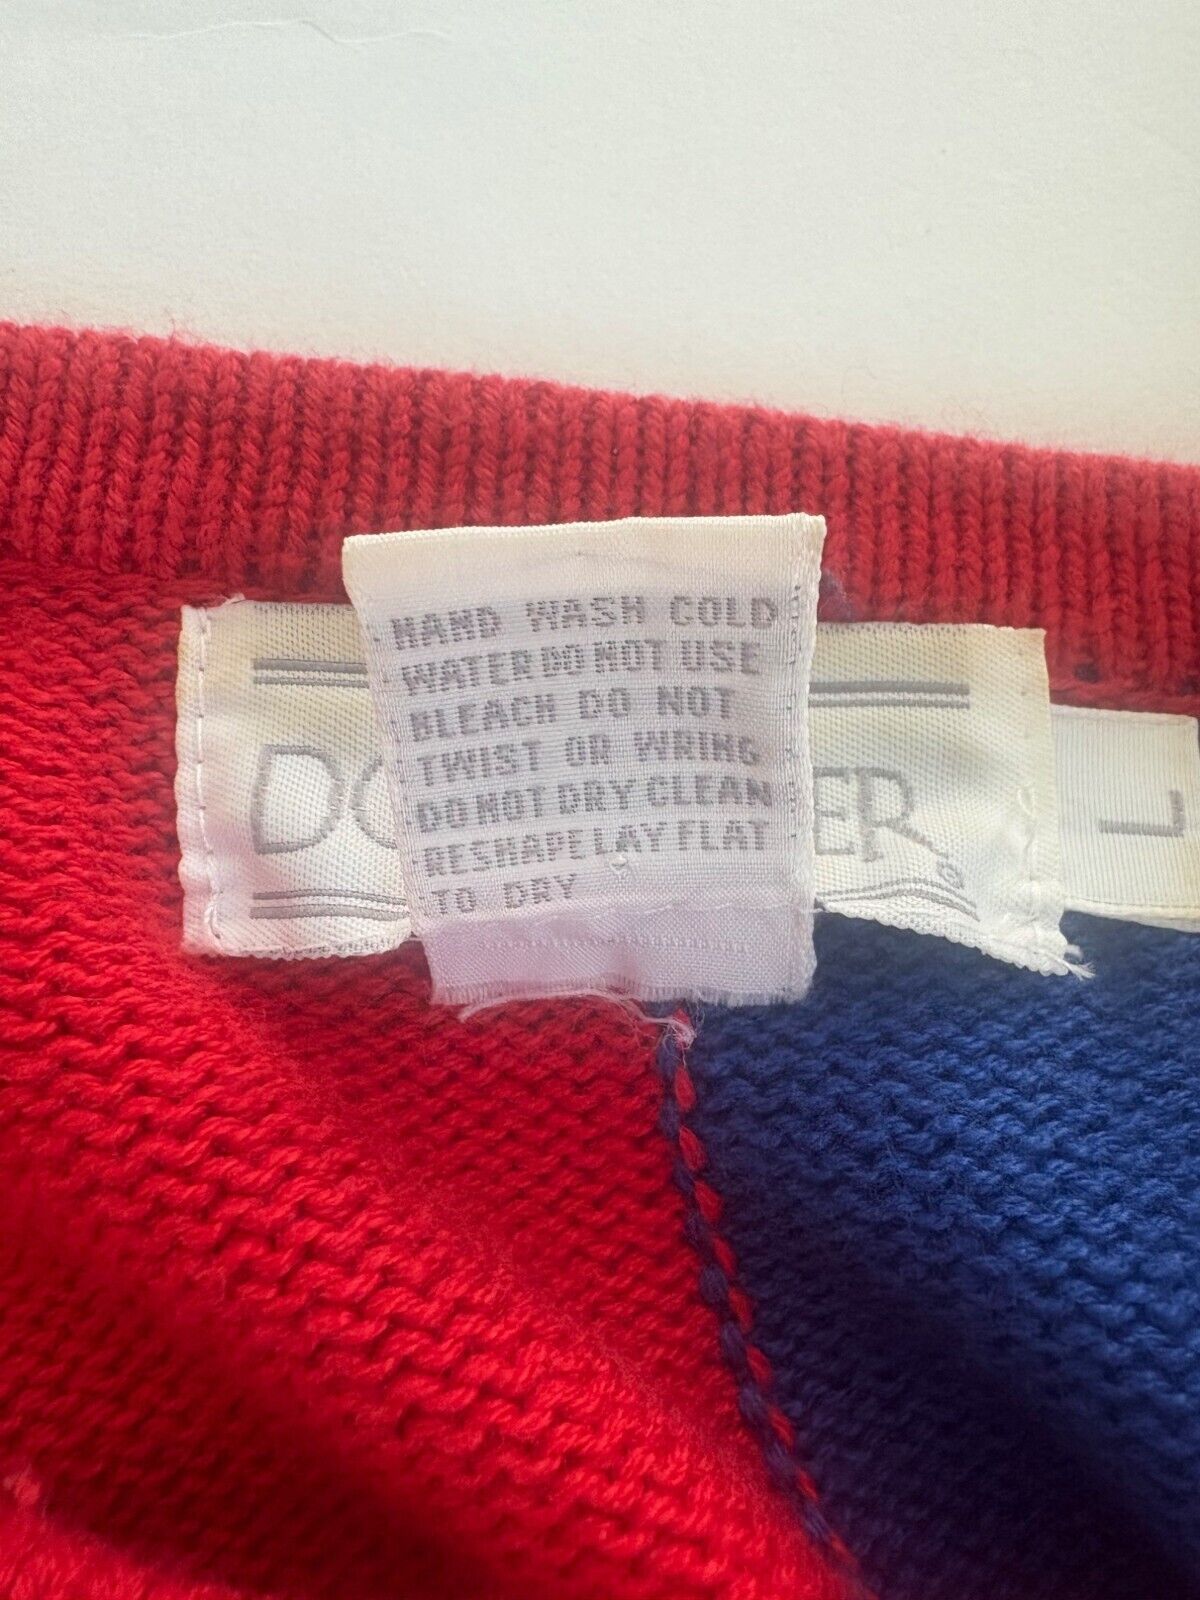 HAND WASH COLD
WATER DO NOT USE
BLEACH DO NOT
TWIST OR WRING
DO NOT DRY CLEAN
RESHAPE LAY FLAT
TO DRY
L